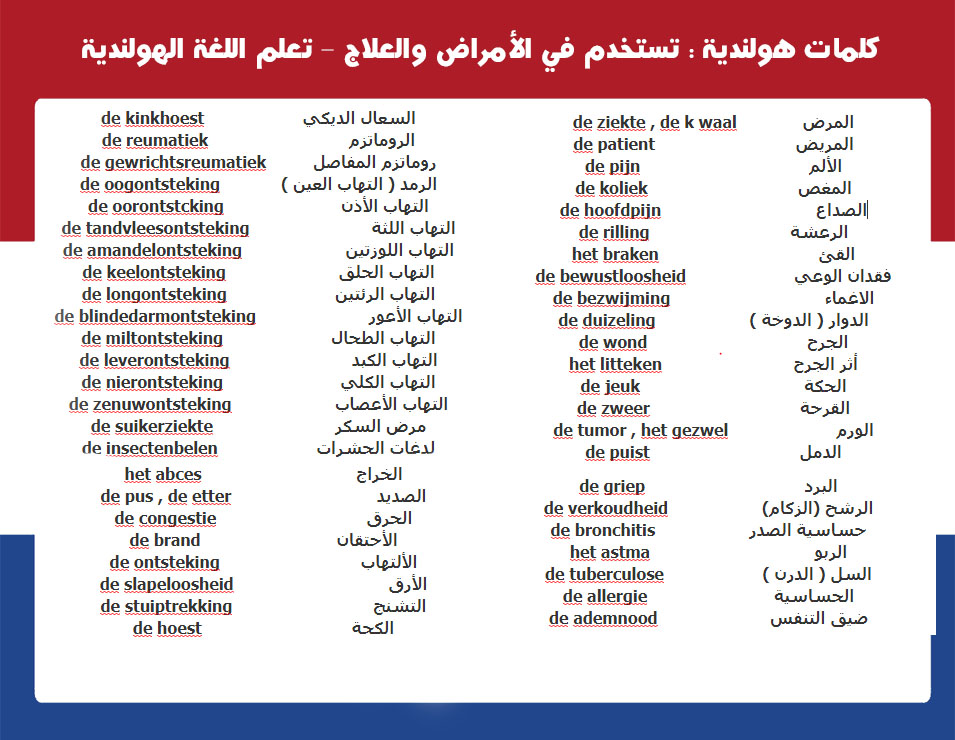 كلمات هولندية : تستخدم في الأمراض والعلاج – تعلم اللغة الهولندية
de ziekte , de k waal المرض
de patient المريض
de pijn الألم
de koliek المغص
de hoofdpijn الصداع
de rilling الرعشة
het braken القئ
de bewustloosheid فقدان الوعي
de bezwijming الاغماء
de duizeling الدوار ( الدوخة )
de wond الجرح
het litteken أثر الجرح
de jeuk الحكة
de zweer القرحة
de tumor , het gezwel الورم
de puist الدمل
de griep البرد
de verkoudheid الرشح (الزكام)
de bronchitis حساسية الصدر
het astma الربو
de tuberculose السل ( الدرن )
de allergie الحساسية
de ademnood ضيق التنفس
de kinkhoest السعال الديكي
de reumatiek الروماتزم
de gewrichtsreumatiek روماتزم المفاصل
de oogontsteking الرمد ( التهاب العين )
de oorontstcking التهاب الأذن
de tandvleesontsteking التهاب اللثة
de amandelontsteking التهاب اللوزتين
de keelontsteking التهاب الحلق
de longontsteking التهاب الرئتين
de blindedarmontsteking التهاب الأعور
de miltontsteking التهاب الطحال
de leverontsteking التهاب الكبد
de nierontsteking التهاب الكلي
de zenuwontsteking التهاب الأعصاب
de suikerziekte مرض السكر
de insectenbelen لدغات الحشرات
het abces الخراج
de pus , de etter الصديد
de congestie الحرق
de brand الأحتقان
de ontsteking الألتهاب
de slapeloosheid الأرق
de stuiptrekking التشنج
de hoest الكحة